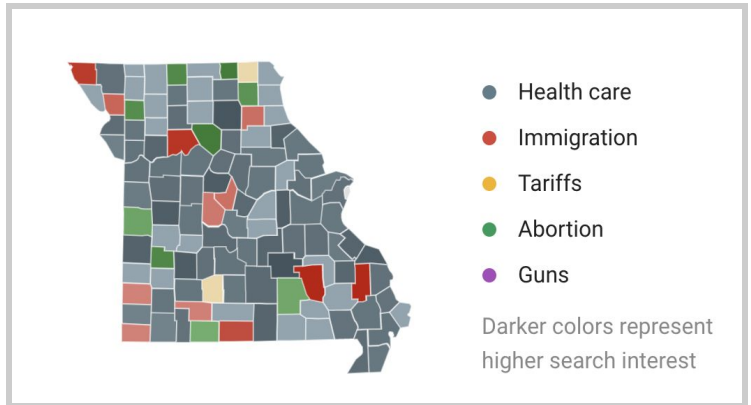 Health care
Immigration
Tariffs
Abortion
Guns
Darker colors represent
higher search interest